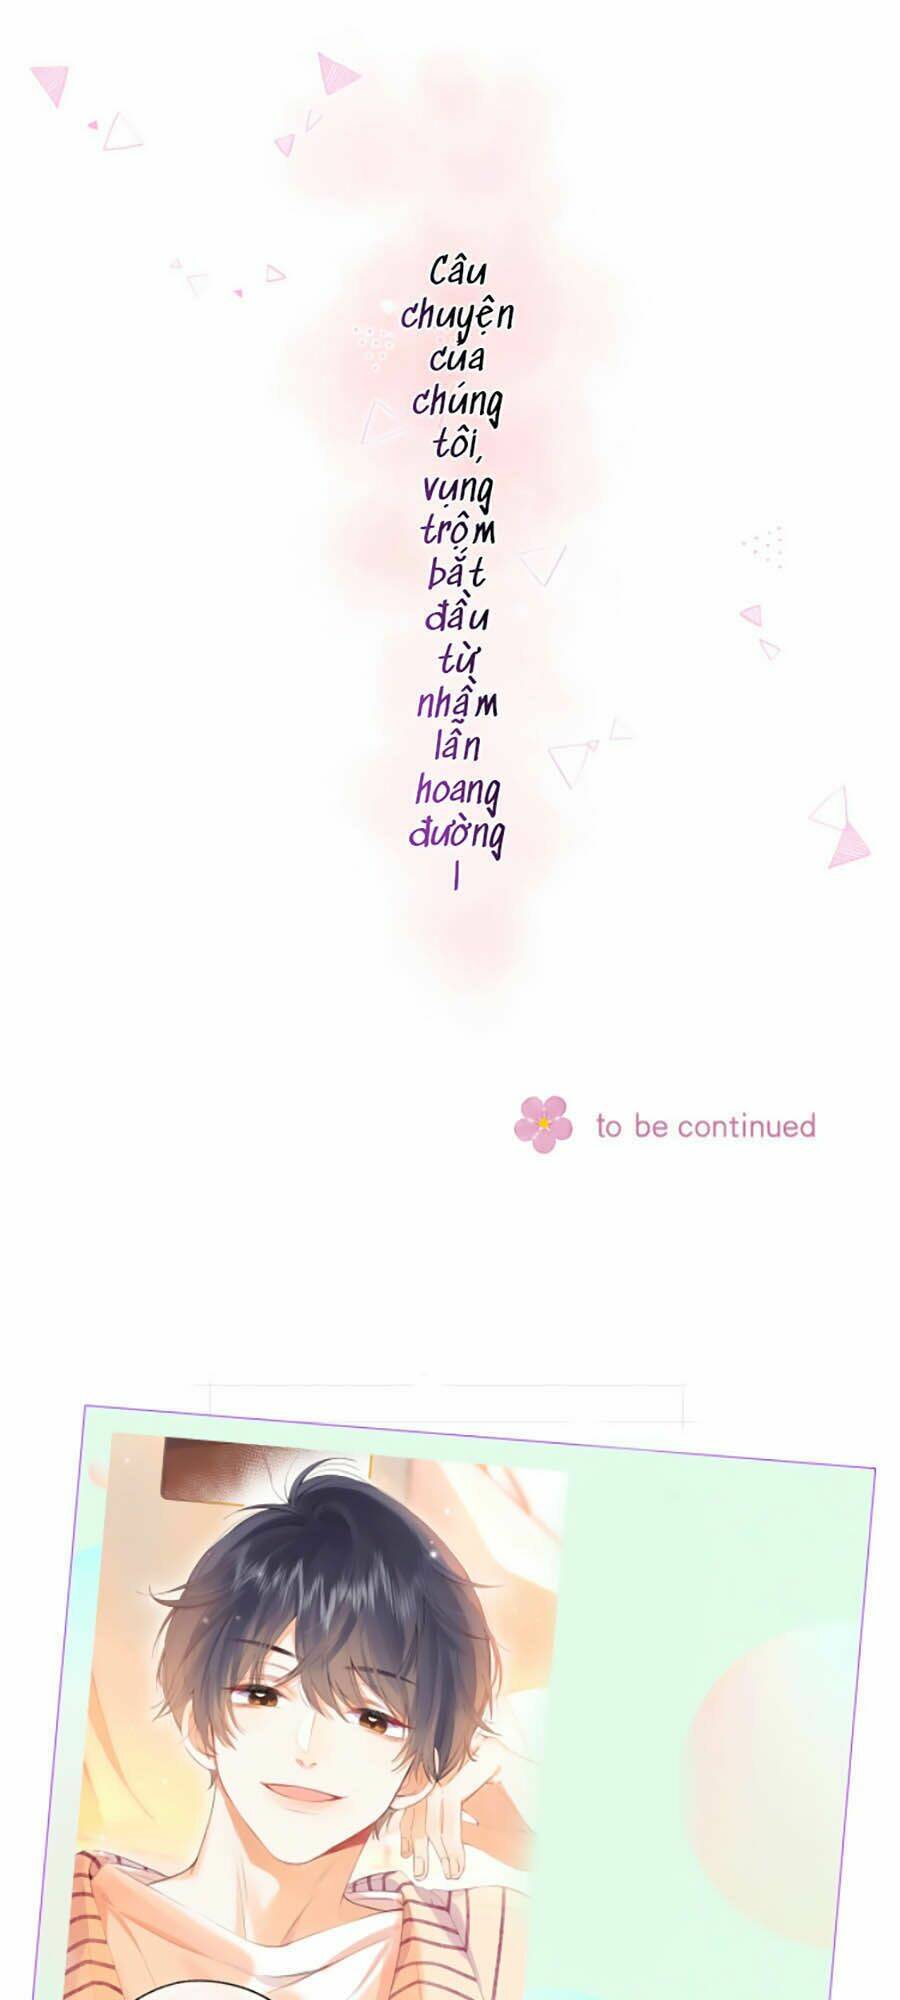 Câu
chuyện
của
chúng
tôi,
vụng
trộm
bắt
đầu
từ
nhầm
lẫn
hoang
đường
|
to be continued